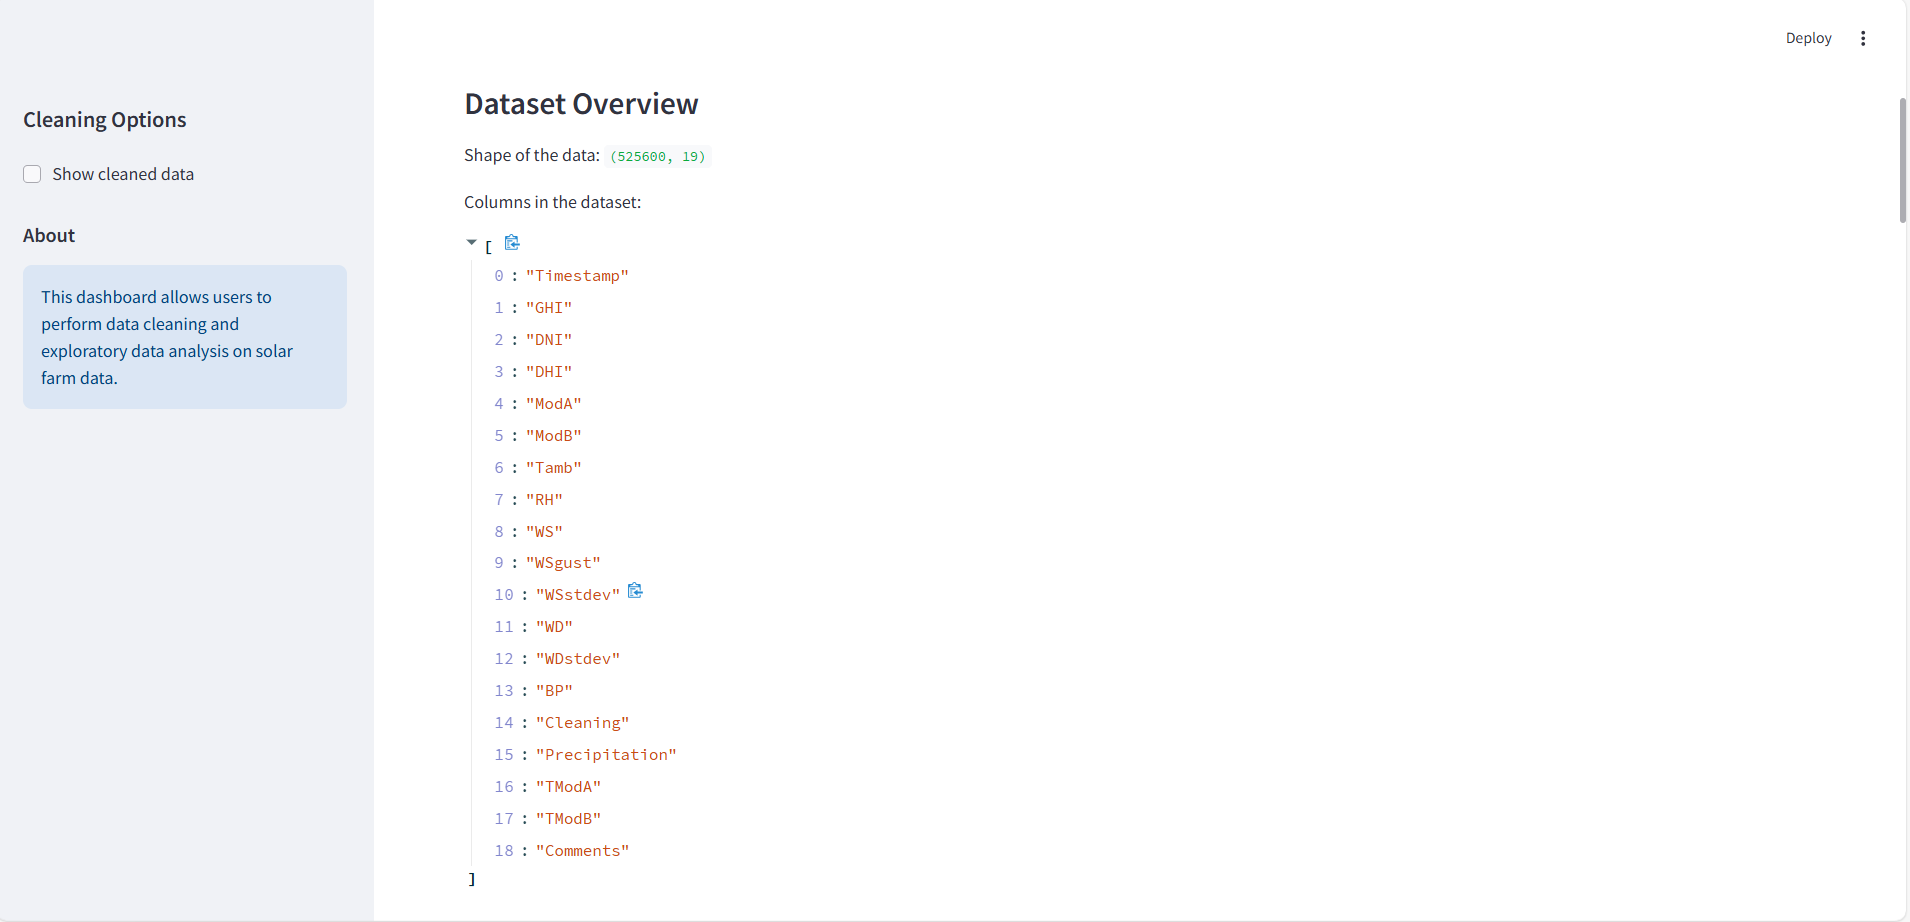 Deploy
Cleaning Options
Show cleaned data
About
This dashboard allows users to
perform data cleaning and
exploratory data analysis on solar
farm data.
Dataset Overview
Shape of the data: (525600, 19)
Columns in the dataset:
[
0 : "Timestamp"
1 : "GHI"
2 : "DNI"
3 : "DHI"
4 : "ModA"
5 : "ModB"
6 : "Tamb"
7 : "RH"
8 : "WS"
9 : "WSgust"
10 : "WSstdev"
11 : "WD"
12 : "WDstdev"
13 : "BP"
14 : "Cleaning"
15 : "Precipitation"
16 : "TModA"
17 : "TModB"
18 : "Comments"
]